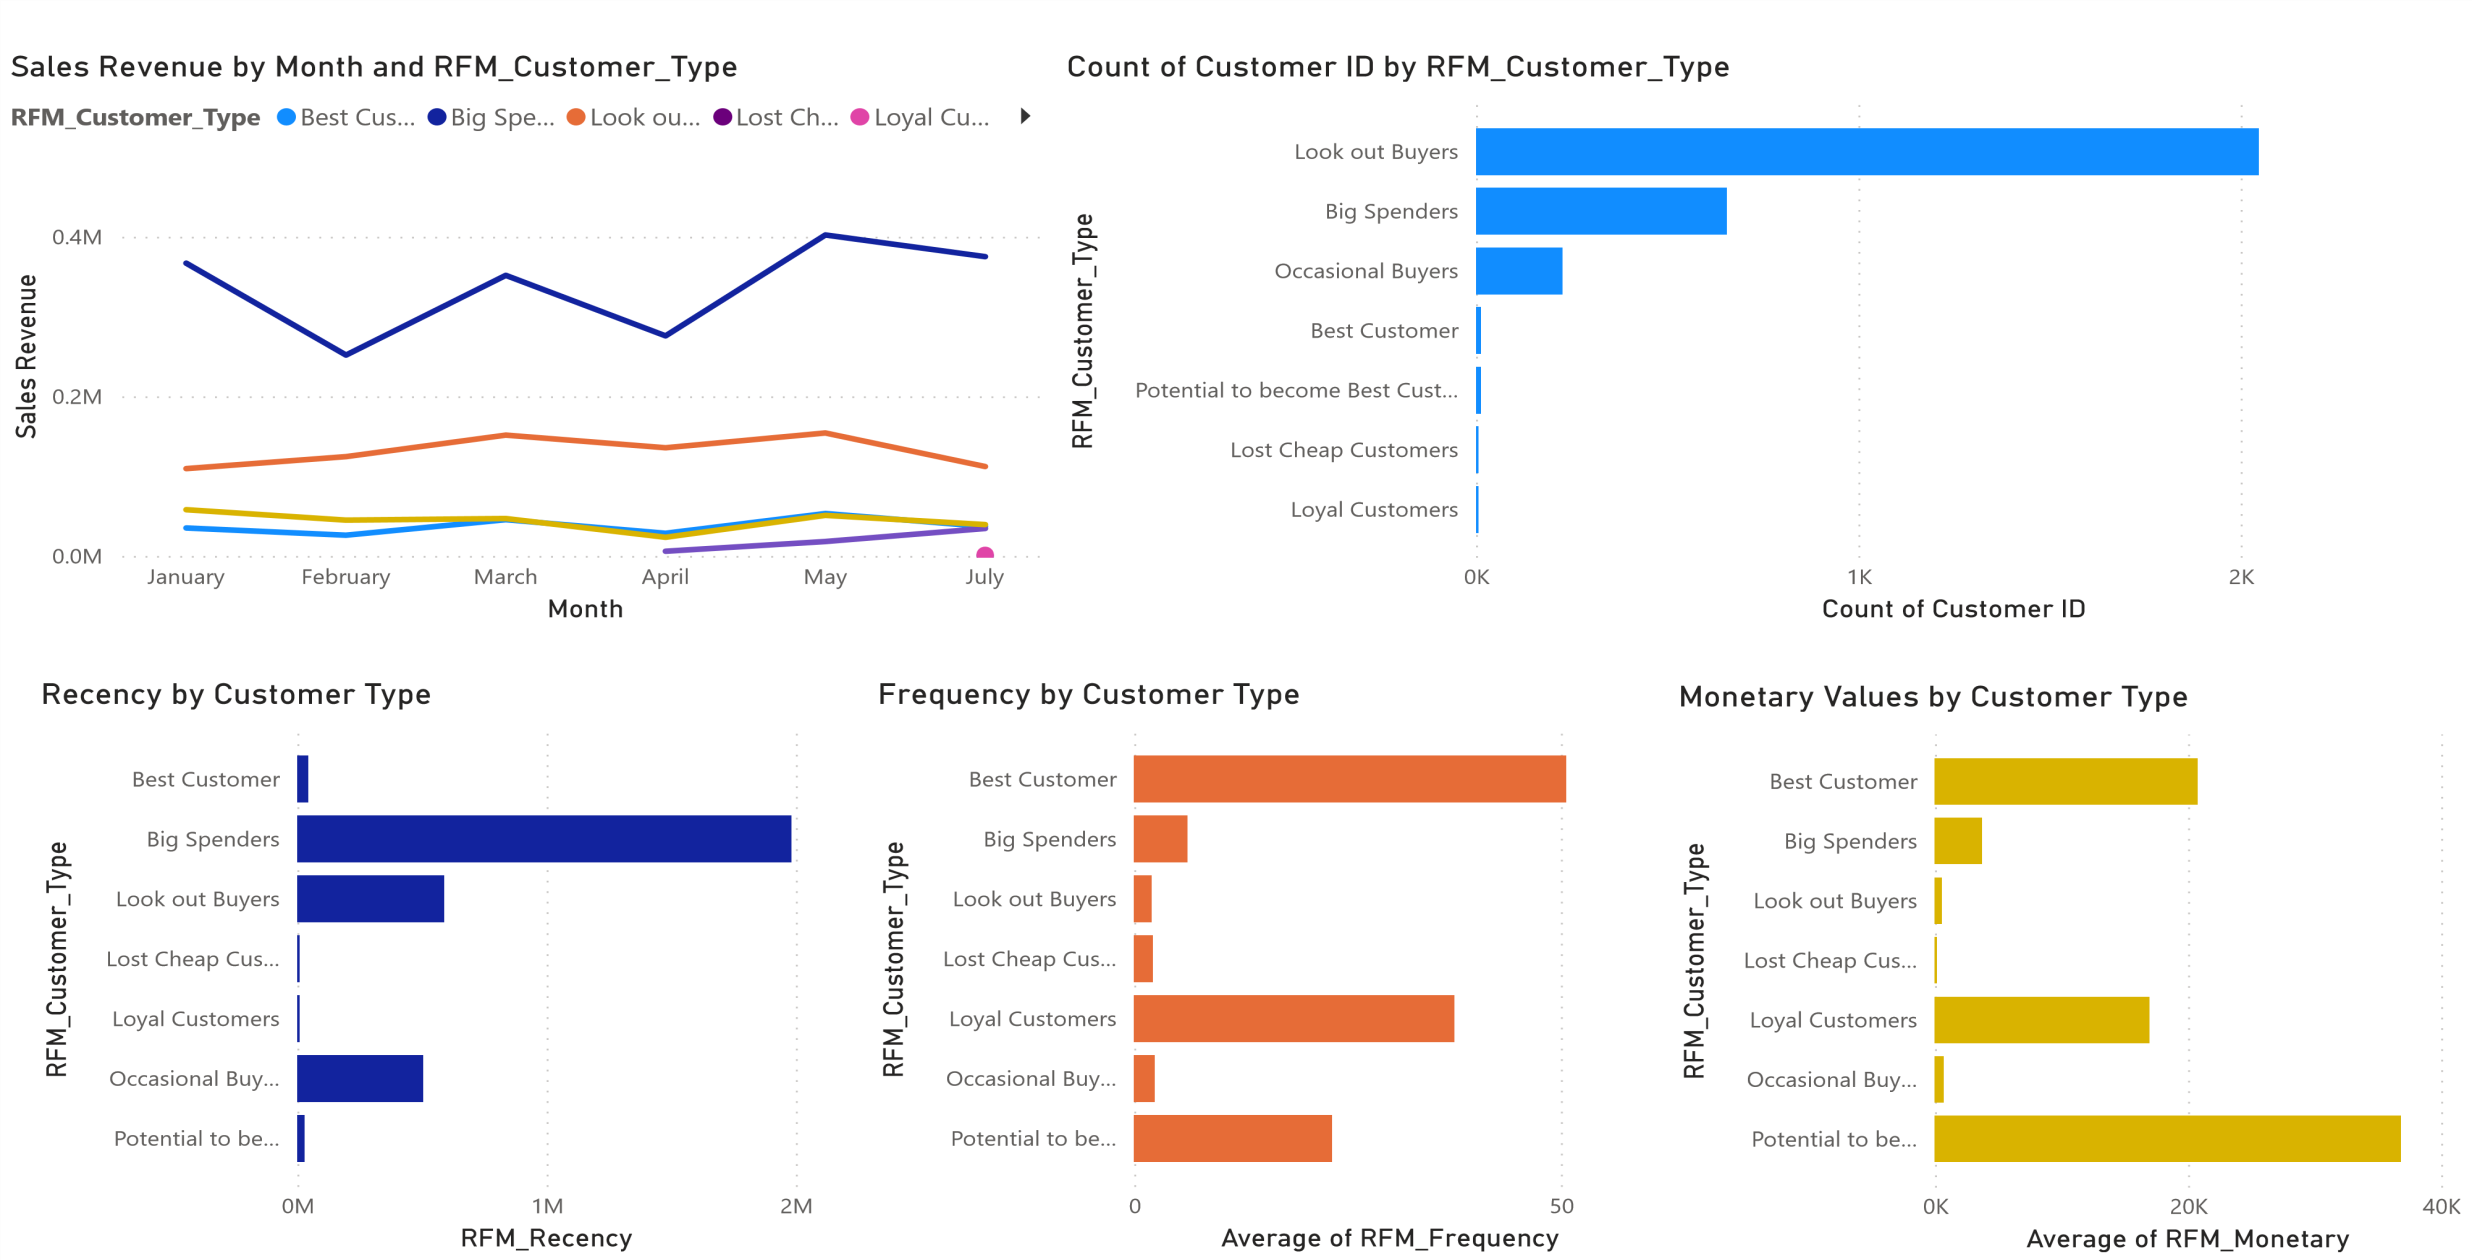 Sales Revenue by Month and RFM_Customer_Type
RFM_Customer_Type Best Cus... Big Spe... Look ou... Lost Ch... Loyal Cu...
Sales Revenue
0.4M
0.2M
0.0M
January February March April May July
Month
Count of Customer ID by RFM_Customer_Type
RFM_Customer_Type
Look out Buyers
Big Spenders
Occasional Buyers
Best Customer
Potential to become Best Cust...
Lost Cheap Customers
Loyal Customers
0K 1K 2K
Count of Customer ID
Recency by Customer Type
RFM_Customer_Type
Best Customer
Big Spenders
Look out Buyers
Lost Cheap Cus...
Loyal Customers
Occasional Buy...
Potential to be...
0M 1M 2M
RFM_Recency
Frequency by Customer Type
RFM_Customer_Type
Best Customer
Big Spenders
Look out Buyers
Lost Cheap Cus...
Loyal Customers
Occasional Buy...
Potential to be...
0 50
Average of RFM_Frequency
Monetary Values by Customer Type
RFM_Customer_Type
Best Customer
Big Spenders
Look out Buyers
Lost Cheap Cus...
Loyal Customers
Occasional Buy...
Potential to be...
0K 20K 40K
Average of RFM_Monetary